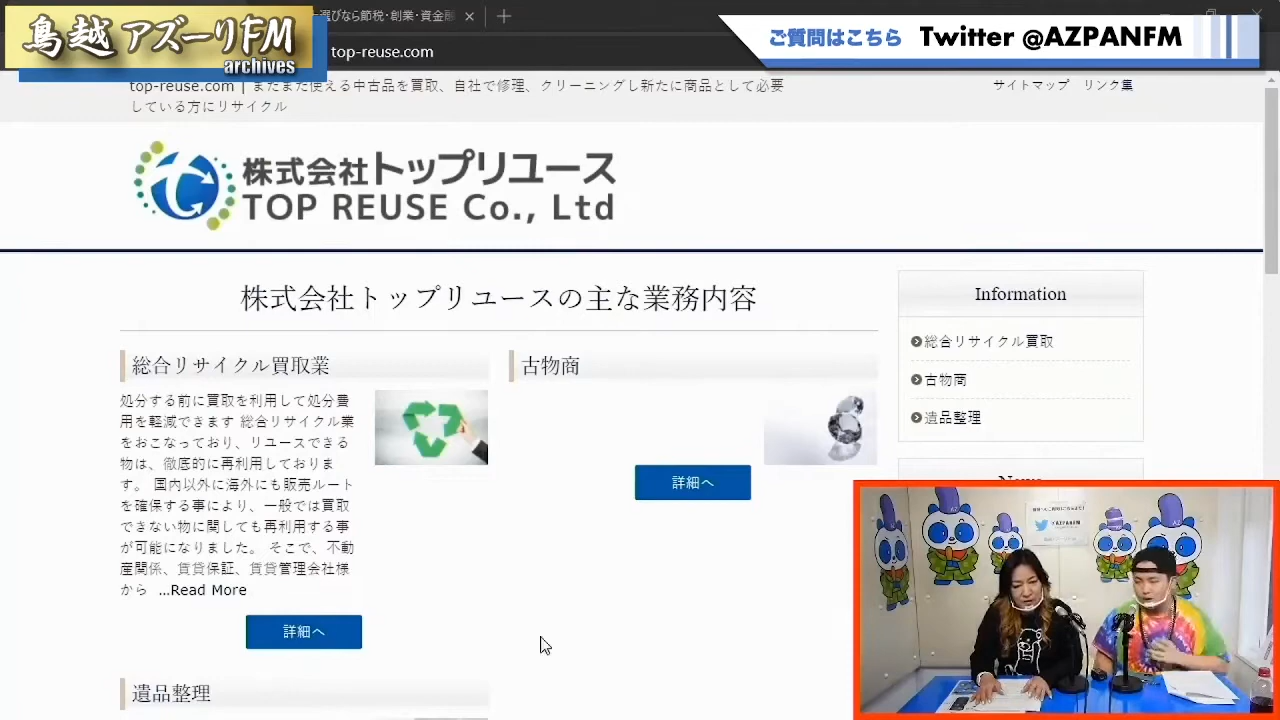 鳥越アズーリFM
archives
選びなら節税・創業・資金
ご質問はこちら Twitter @AZPANFM
top-reuse.com
top-reuse.com | まだまだ使える中古品を買取、自社で修理、クリーニングし新たに商品として必要
している方にリサイクル
サイトマップ リンク集
株式会社トップリユース
TOP REUSE Co., Ltd
株式会社トップリユースの主な業務内容
総合リサイクル買取業
処分する前に買取を利用して処分費
用を軽減できます 総合リサイクル業
をおこなっており、リユースできる
物は、徹底的に再利用しておりま
す。 国内以外に海外にも販売ルート
を確保する事により、一般では買取
できない物に関しても再利用する事
が可能になりました。 そこで、不動
産関係、賃貸保証、賃貸管理会社様
から ...Read More
詳細へ
古物商
詳細へ
遺品整理
Information
総合リサイクル買取
古物商
遺品整理
News
@AZPANFM